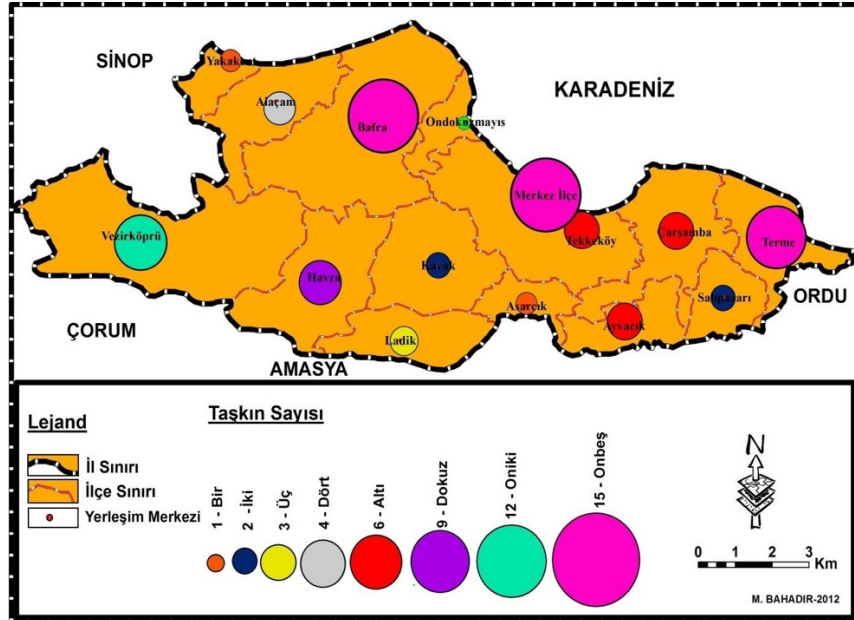 SİNOP
KARADENİZ
Yakakent
Alaçam
Bafra
Ondokuzmayıs
Merkez İlçe
Vezirköprü
Tekkeköy
Çarşamba
Terme
Havza
Kavak
Asarcık
Salıpazarı
Ayvacık
Ladik
ORDU
ÇORUM
AMASYA
Lejand
İl Sınırı
İlçe Sınırı
Yerleşim Merkezi
Taşkın Sayısı
1 - Bir
2 - İki
3 - Üç
4 - Dört
6 - Altı
9 - Dokuz
12 - Oniki
15 - Onbeş
N
0 1 2 3
Km
M. BAHADIR-2012